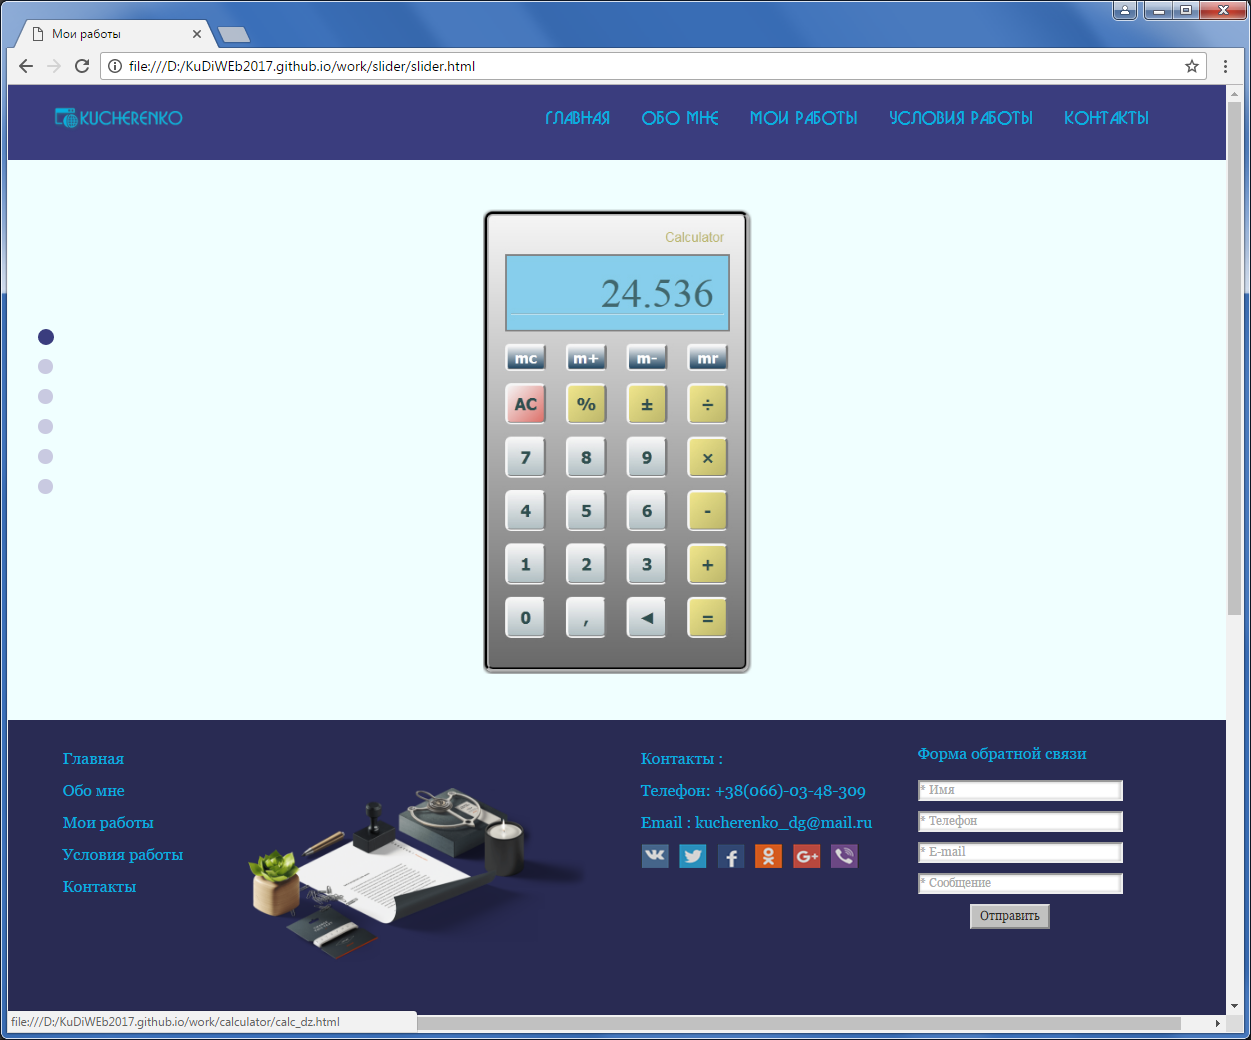 Мои работы
file:///D:/KuDiWEb2017.github.io/work/slider/slider.html
KUCHERENKO
ГЛАВНАЯ ОБО МНЕ МОИ РАБОТЫ УСЛОВИЯ РАБОТЫ КОНТАКТЫ
Calculator
24.536
mc m+ m- mr
AC % ± ÷
7 8 9 ×
4 5 6 -
1 2 3 +
0 , ◄ =
Главная
Обо мне
Мои работы
Условия работы
Контакты
Контакты :
Телефон: +38(066)-03-48-309
Email : kucherenko_dg@mail.ru
Форма обратной связи
* Имя
* Телефон
* E-mail
* Сообщение
Отправить
file:///D:/KuDiWEb2017.github.io/work/calculator/calc_dz.html